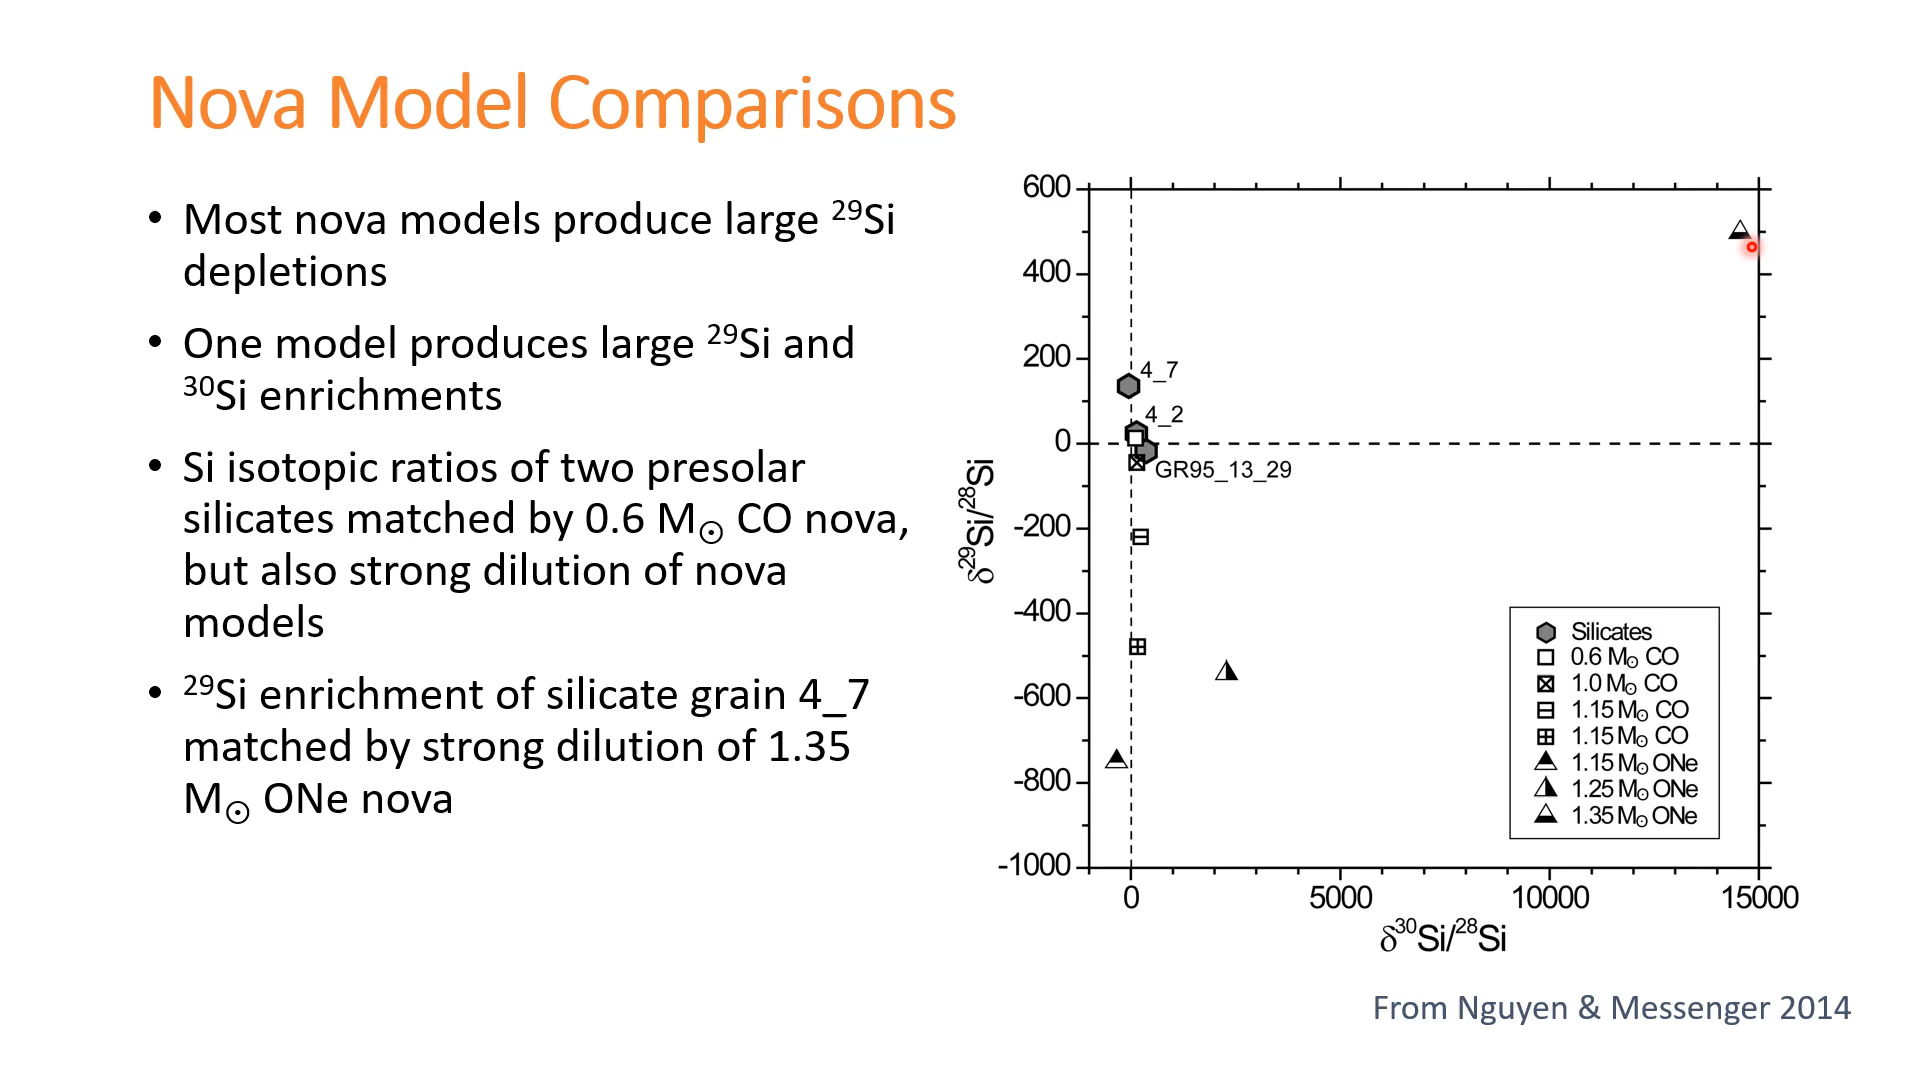 Nova Model Comparisons
• Most nova models produce large ²⁹Si
depletions
• One model produces large ²⁹Si and
³⁰Si enrichments
• Si isotopic ratios of two presolar
silicates matched by 0.6 M☉ CO nova,
but also strong dilution of nova
models
• ²⁹Si enrichment of silicate grain 4_7
matched by strong dilution of 1.35
M☉ ONe nova
600
400
200
0
-200
-400
-600
-800
-1000
δ²⁹Si/²⁸Si
4_7
4_2
GR95_13_29
Silicates
0.6 M☉ CO
1.0 M☉ CO
1.15 M☉ CO
1.15 M☉ CO
1.15 M☉ ONe
1.25 M☉ ONe
1.35 M☉ ONe
0 5000 10000 15000
δ³⁰Si/²⁸Si
From Nguyen & Messenger 2014